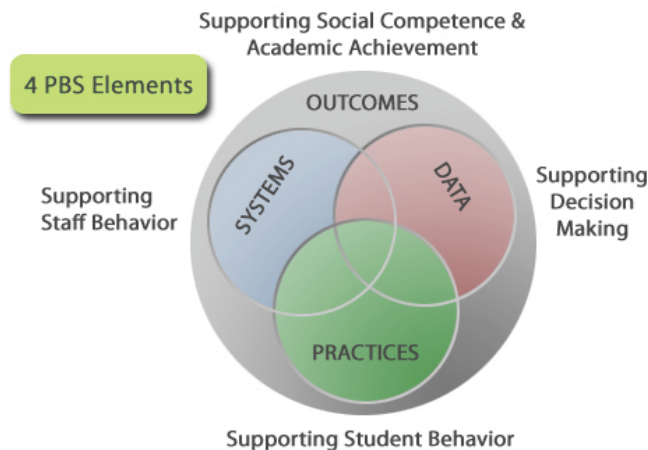 Supporting Social Competence &
Academic Achievement
4 PBS Elements
OUTCOMES
SYSTEMS
DATA
Supporting
Staff Behavior
Supporting
Decision
Making
PRACTICES
Supporting Student Behavior